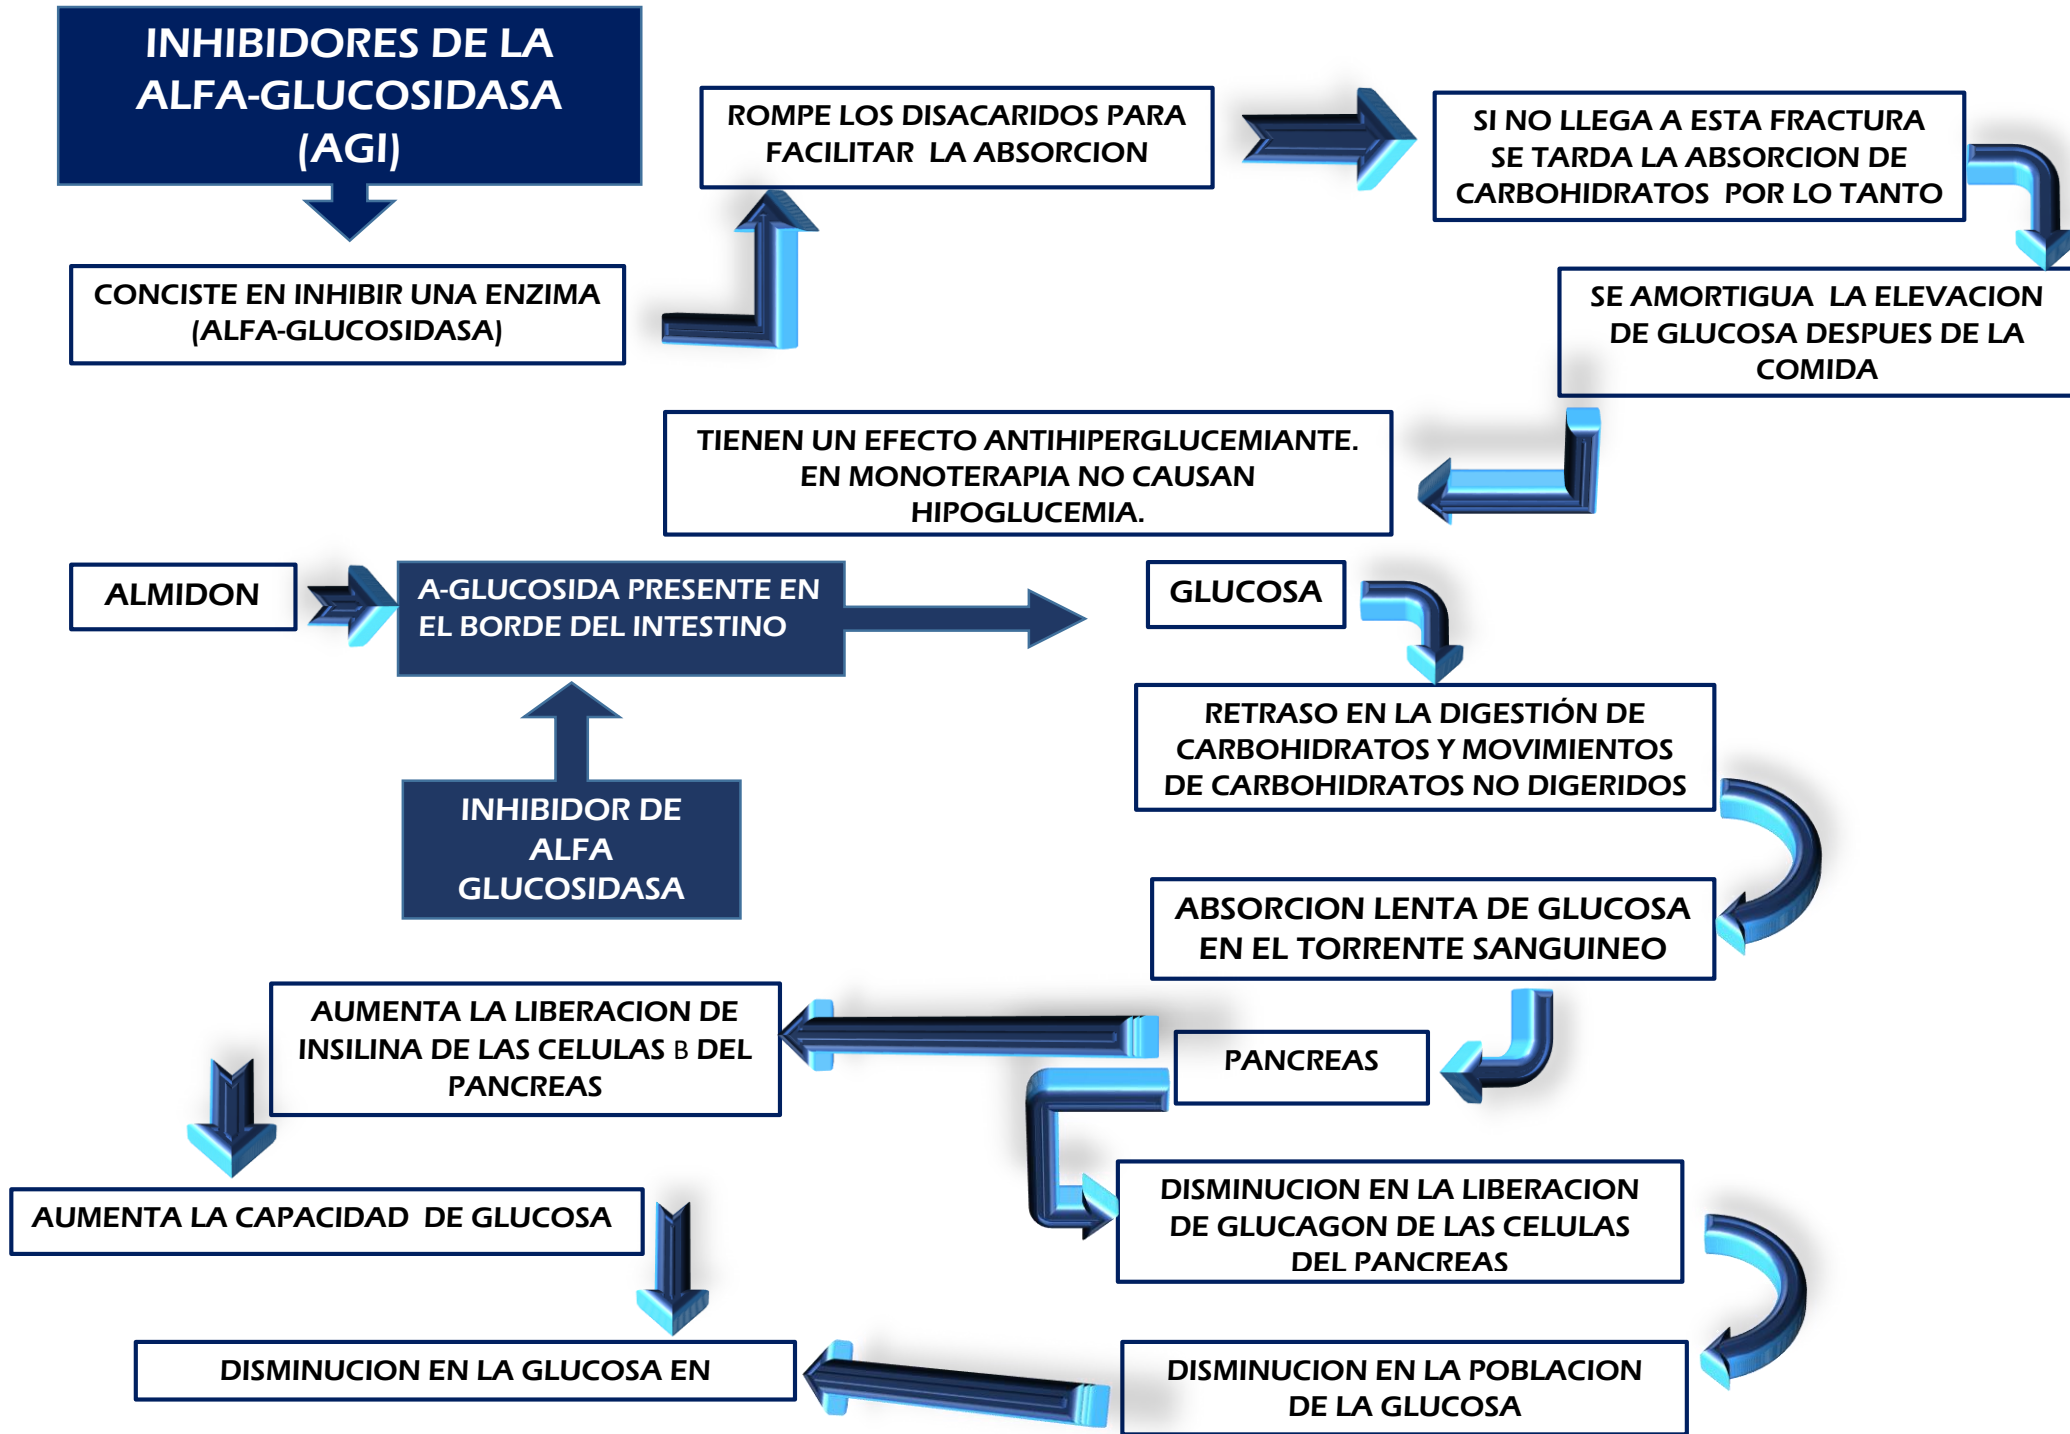 INHIBIDORES DE LA
ALFA-GLUCOSIDASA
(AGI)
CONCISTE EN INHIBIR UNA ENZIMA
(ALFA-GLUCOSIDASA)
ROMPE LOS DISACARIDOS PARA
FACILITAR LA ABSORCION
SI NO LLEGA A ESTA FRACTURA
SE TARDA LA ABSORCION DE
CARBOHIDRATOS POR LO TANTO
SE AMORTIGUA LA ELEVACION
DE GLUCOSA DESPUES DE LA
COMIDA
TIENEN UN EFECTO ANTIHIPERGLUCEMIANTE.
EN MONOTERAPIA NO CAUSAN
HIPOGLUCEMIA.
ALMIDON
A-GLUCOSIDA PRESENTE EN
EL BORDE DEL INTESTINO
GLUCOSA
INHIBIDOR DE
ALFA
GLUCOSIDASA
RETRASO EN LA DIGESTIÓN DE
CARBOHIDRATOS Y MOVIMIENTOS
DE CARBOHIDRATOS NO DIGERIDOS
ABSORCION LENTA DE GLUCOSA
EN EL TORRENTE SANGUINEO
PANCREAS
AUMENTA LA LIBERACION DE
INSILINA DE LAS CELULAS B DEL
PANCREAS
AUMENTA LA CAPACIDAD DE GLUCOSA
DISMINUCION EN LA LIBERACION
DE GLUCAGON DE LAS CELULAS
DEL PANCREAS
DISMINUCION EN LA POBLACION
DE LA GLUCOSA
DISMINUCION EN LA GLUCOSA EN